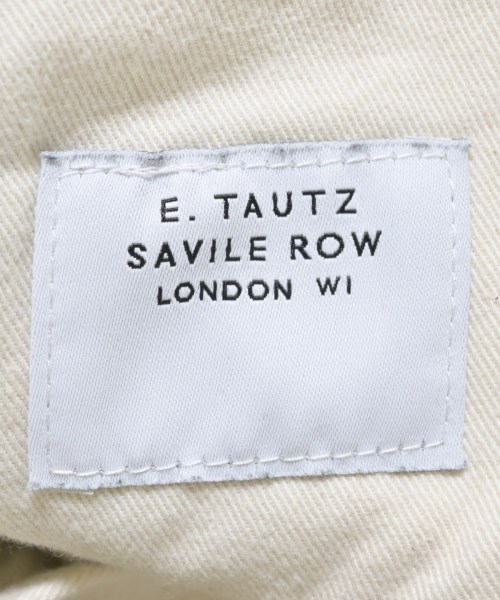 E. TAUTZ
SAVILE ROW
LONDON W1